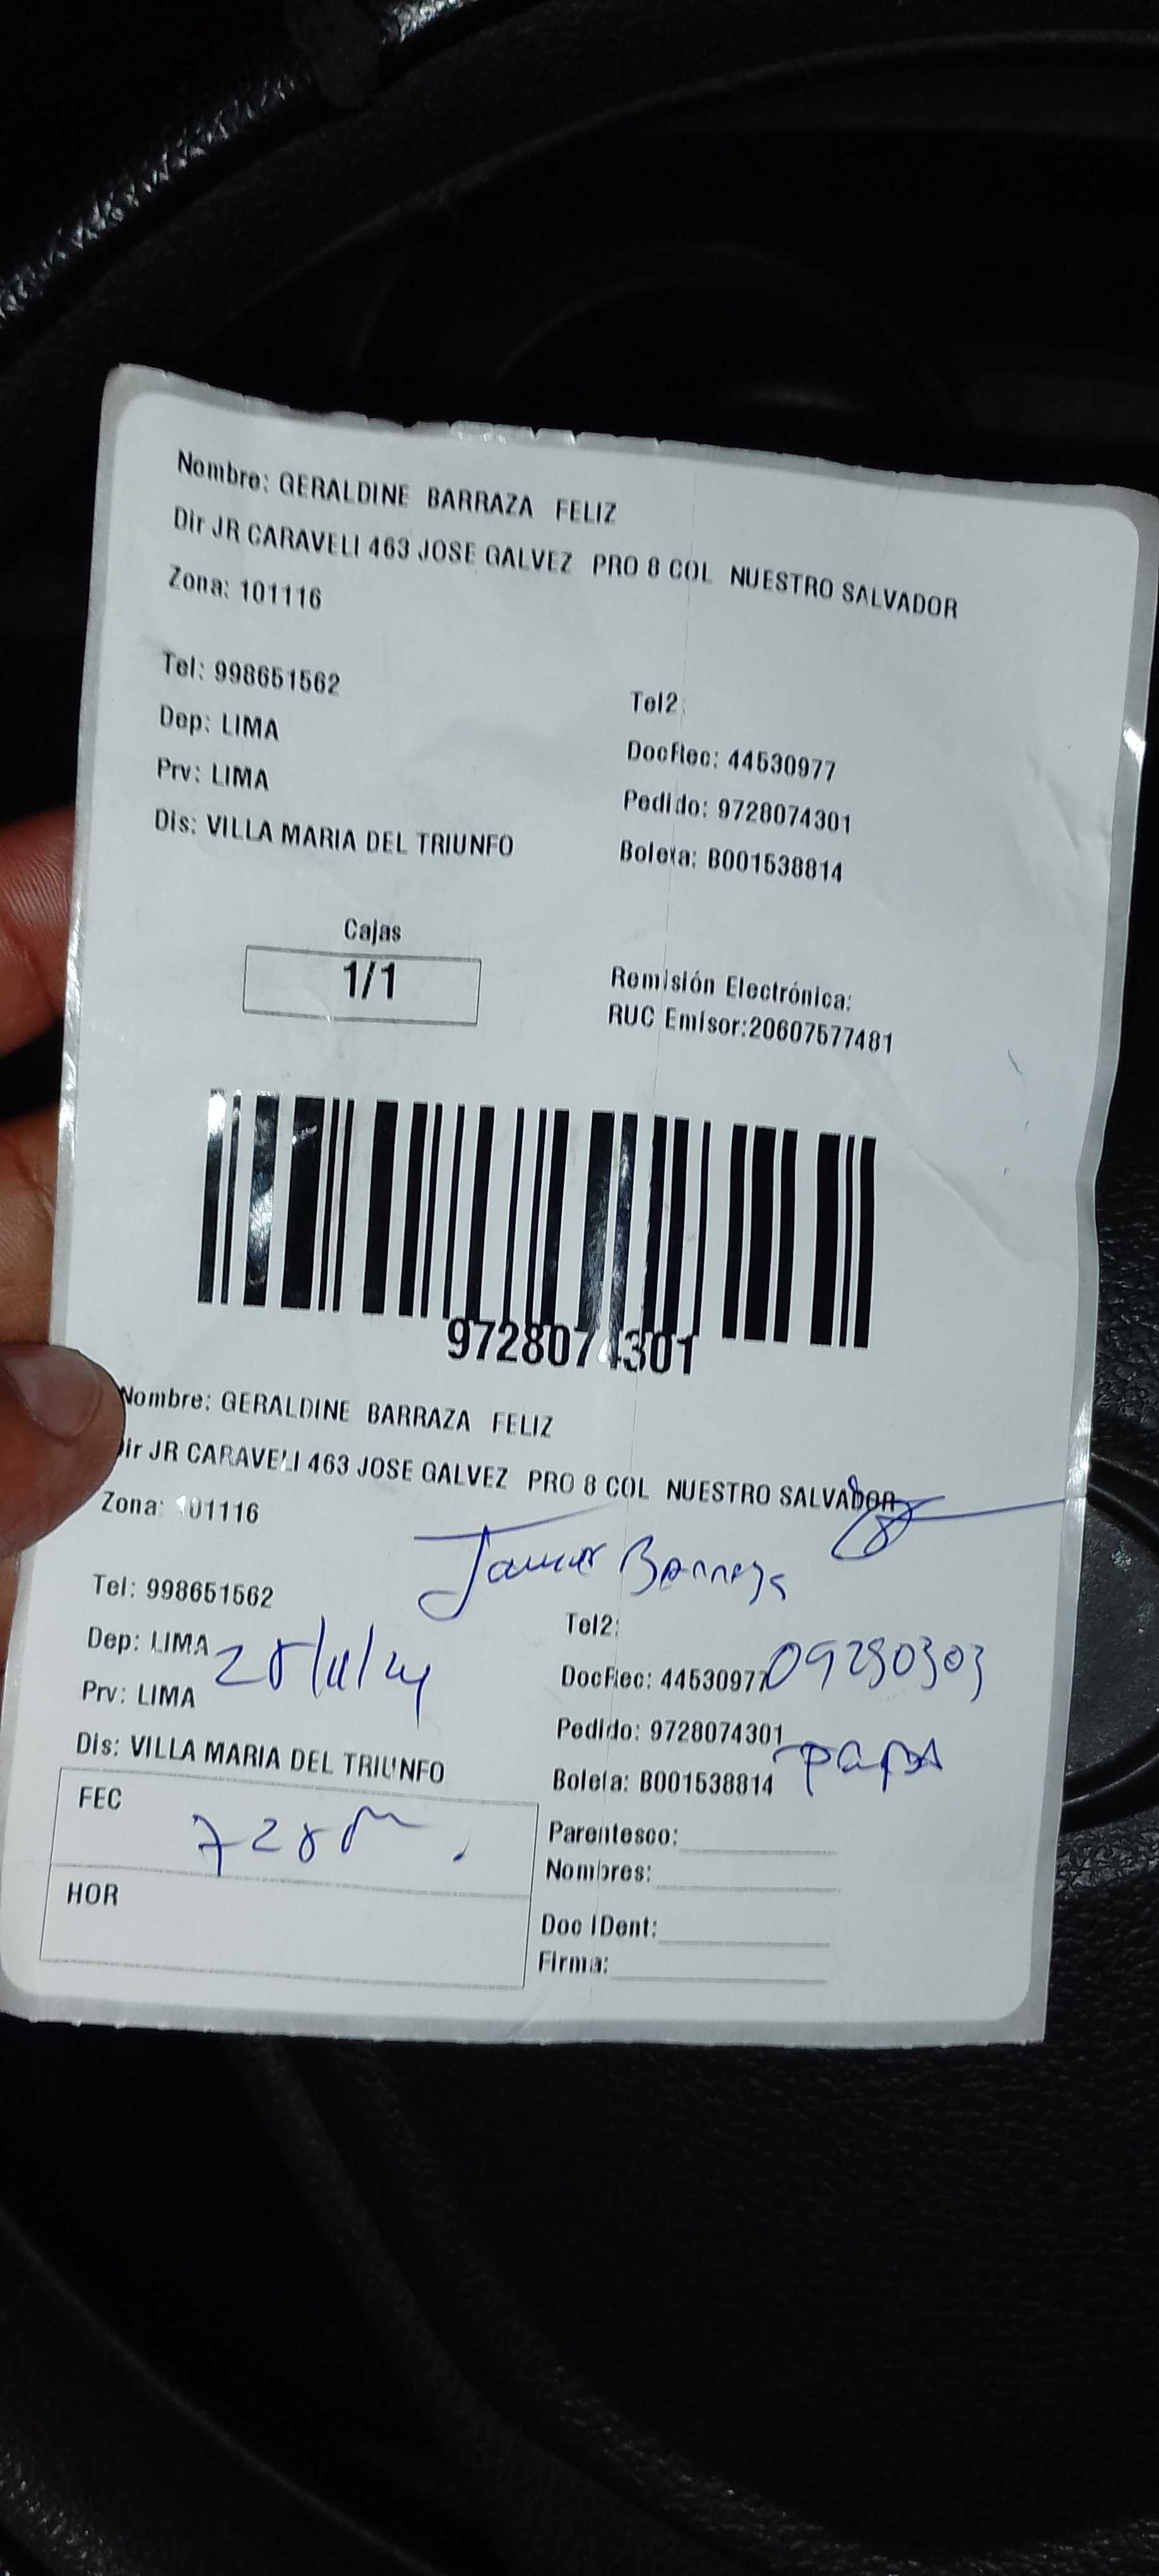 Nombre: GERALDINE BARRAZA FELIZ
Dir JR CARAVELI 463 JOSE GALVEZ PRO 8 COL NUESTRO SALVADOR
Zona: 101116
Tel: 998651562
Tel2:
Dep: LIMA
DocRec: 44530977
Prv: LIMA
Pedido: 9728074301
Dis: VILLA MARIA DEL TRIUNFO
Boleta: B001538814
Cajas
1/1
Remisión Electrónica:
RUC Emisor:20607577481
9728074301
Nombre: GERALDINE BARRAZA FELIZ
Dir JR CARAVELI 463 JOSE GALVEZ PRO 8 COL NUESTRO SALVADOR
Zona: 101116
Tel: 998651562
Tel2:
Dep: LIMA
DocRec: 44530977
Prv: LIMA
Pedido: 9728074301
papa
Dis: VILLA MARIA DEL TRIUNFO
Boleta: B001538814
FEC
HOR
Parentesco:
Nombres:
Doc IDent:
Firma: